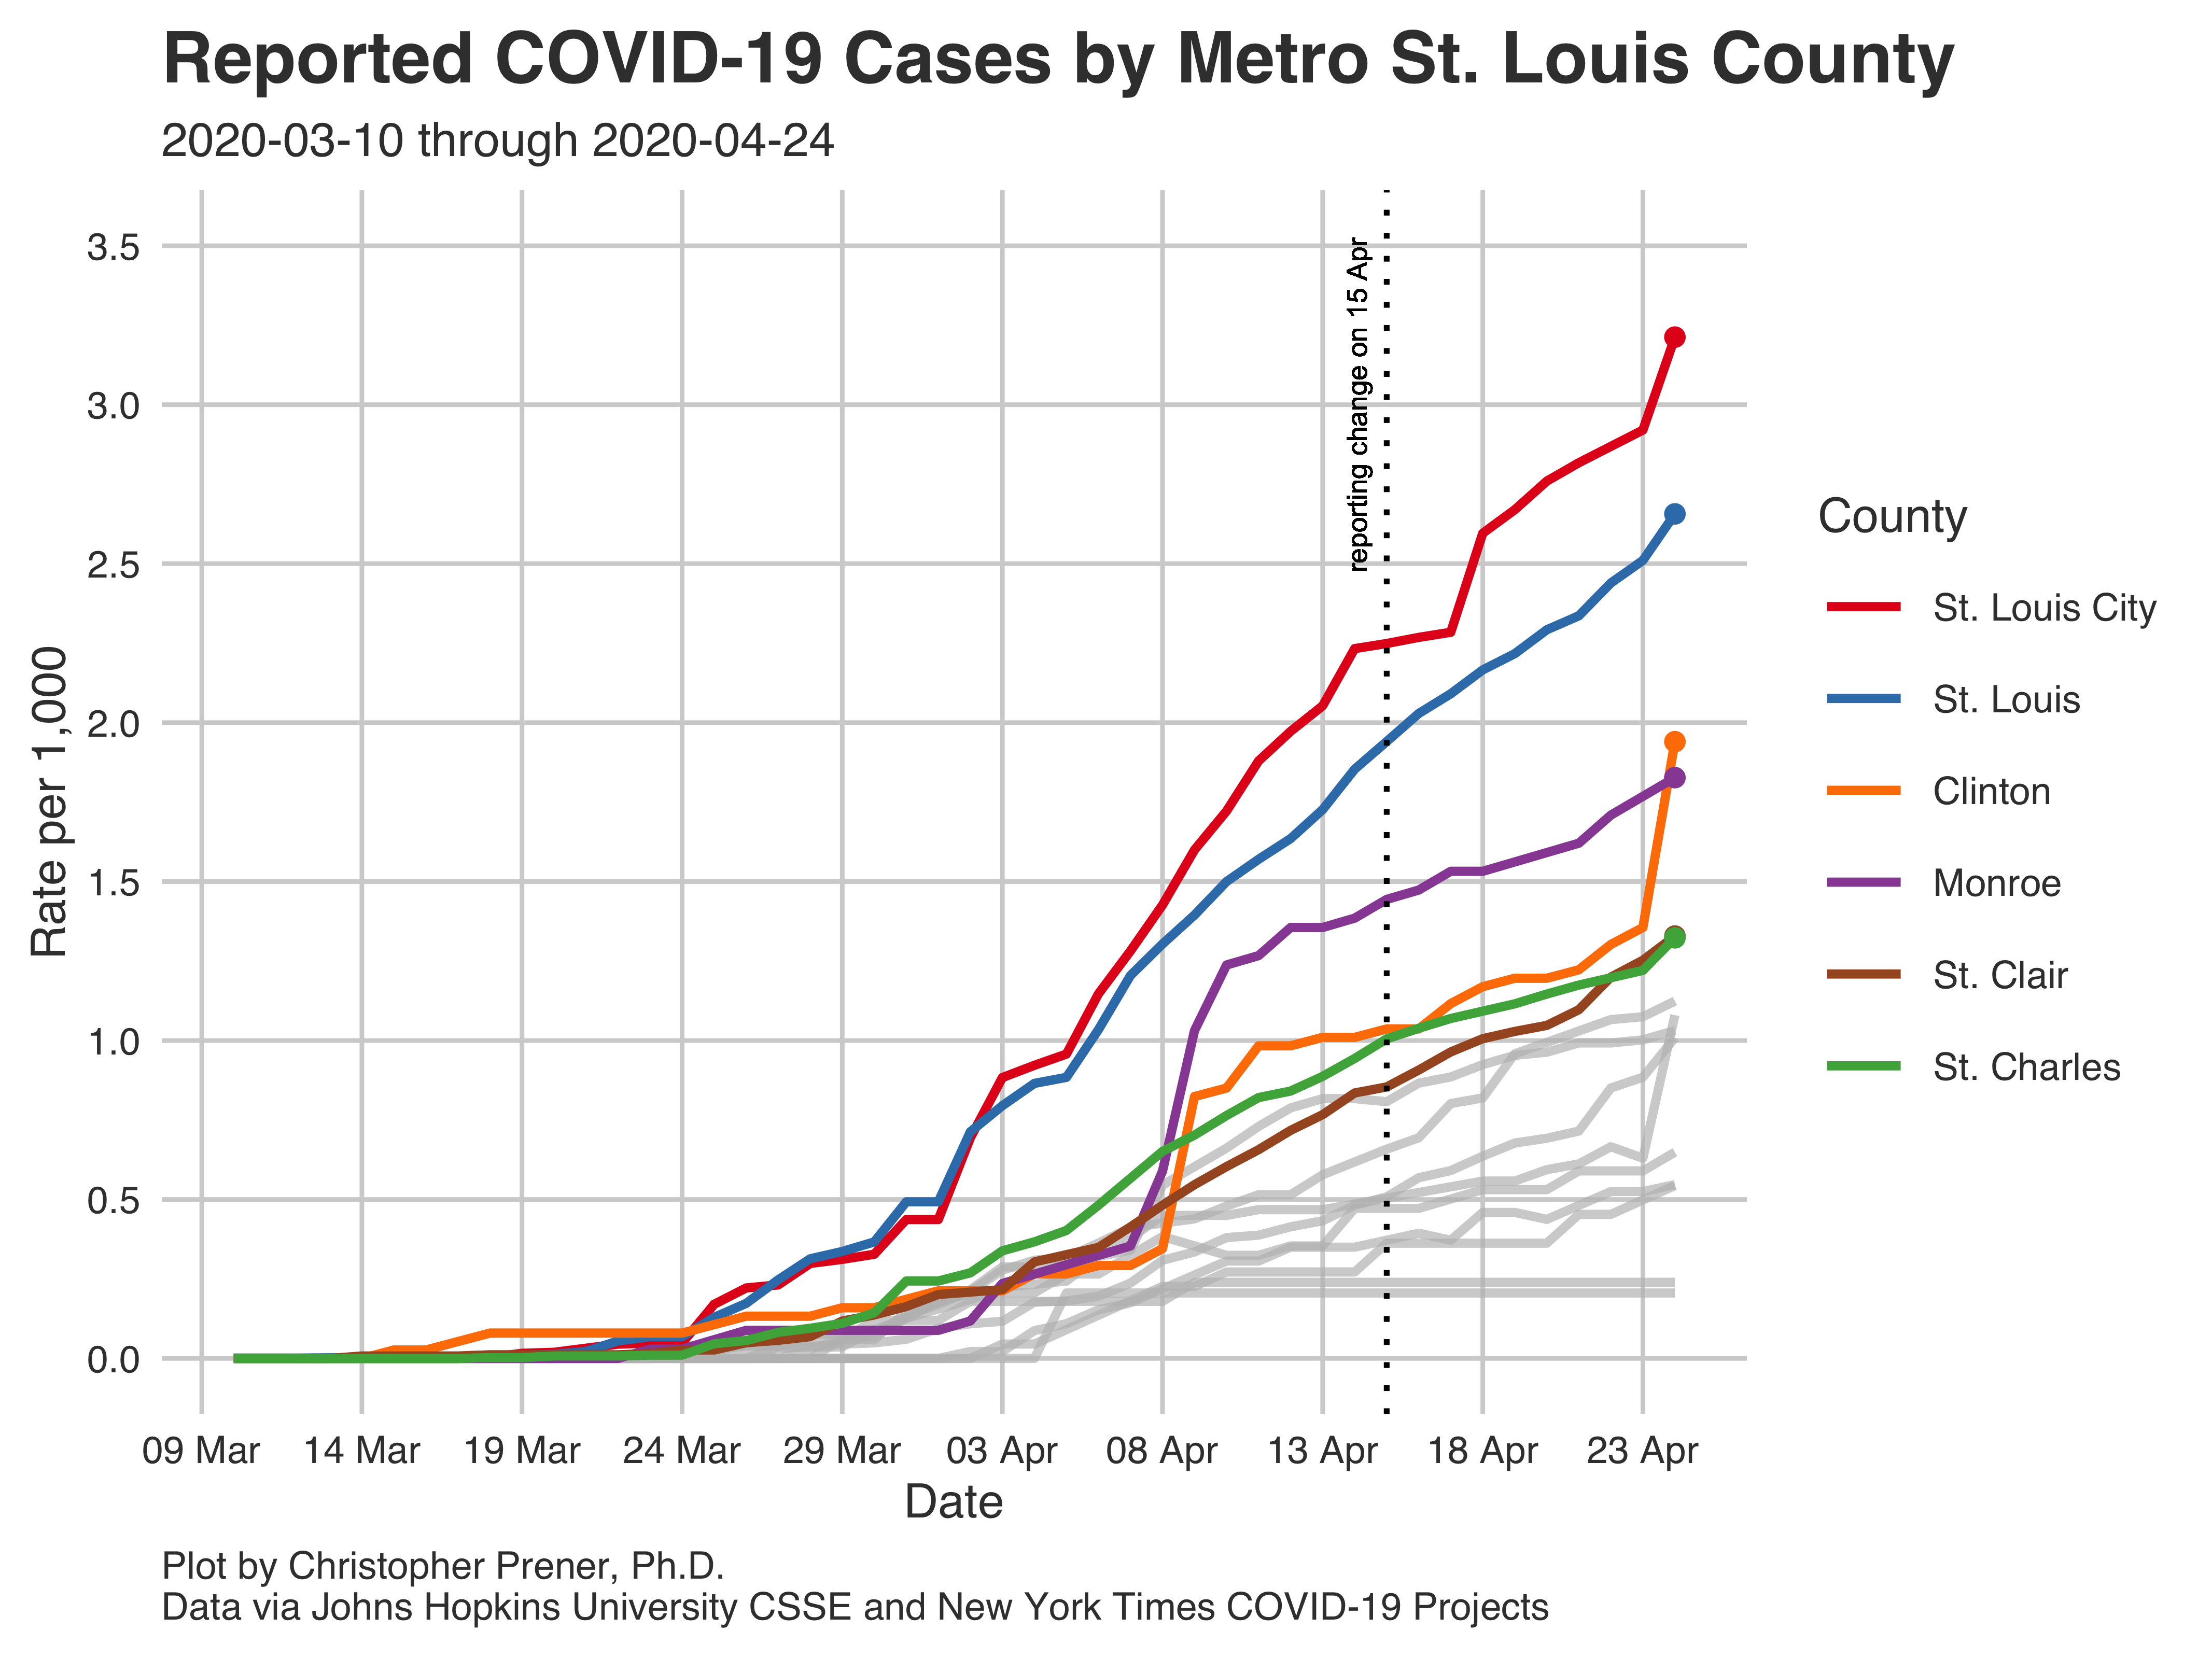 Reported COVID-19 Cases by Metro St. Louis County
2020-03-10 through 2020-04-24
Rate per 1,000
3.5
3.0
2.5
2.0
1.5
1.0
0.5
0.0
reporting change on 15 Apr
09 Mar 14 Mar 19 Mar 24 Mar 29 Mar 03 Apr 08 Apr 13 Apr 18 Apr 23 Apr
Date
County
St. Louis City
St. Louis
Clinton
Monroe
St. Clair
St. Charles
Plot by Christopher Prener, Ph.D.
Data via Johns Hopkins University CSSE and New York Times COVID-19 Projects